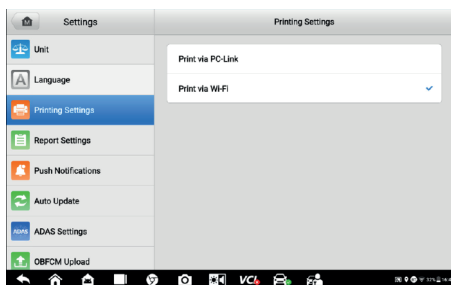 Settings
Printing Settings
Unit
Print via PC-Link
A Language
Print via Wi-Fi
Printing Settings
Report Settings
Push Notifications
Auto Update
ADAS ADAS Settings
OBFCM Upload
VCI